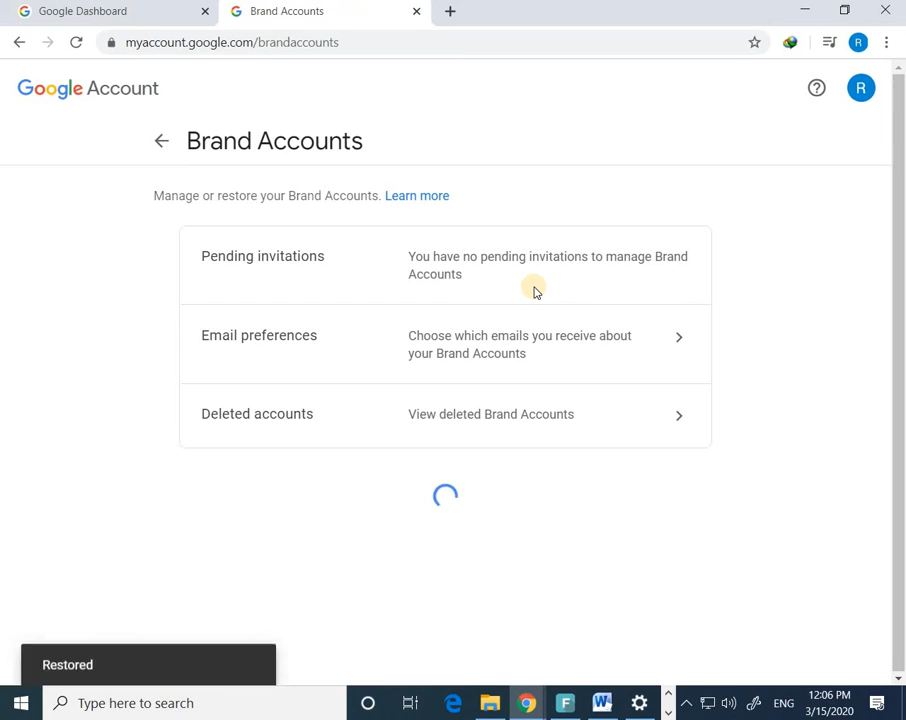 Google Dashboard
Brand Accounts
myaccount.google.com/brandaccounts
R
Google Account
R
Brand Accounts
Manage or restore your Brand Accounts. Learn more
Pending invitations
You have no pending invitations to manage Brand
Accounts
Email preferences
Choose which emails you receive about
your Brand Accounts
Deleted accounts
View deleted Brand Accounts
Restored
Type here to search
F
W
ENG
12:06 PM
3/15/2020